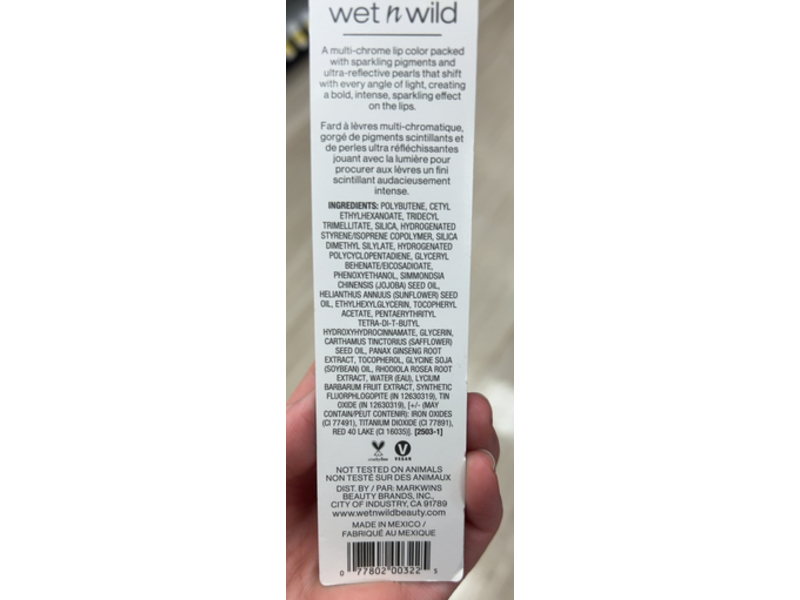 wet n wild
A multi-chrome lip color packed
with sparkling pigments and
ultra-reflective pearls that shift
with every angle of light, creating
a bold, intense, sparkling effect
on the lips.
Fard à lèvres multi-chromatique,
gorgé de pigments scintillants et
de perles ultra réfléchissantes
jouant avec la lumière pour
procurer aux lèvres un fini
scintillant audacieusement
intense.
INGREDIENTS: POLYBUTENE, CETYL
ETHYLHEXANOATE, TRIDECYL
TRIMELLITATE, SILICA, HYDROGENATED
STYRENE/ISOPRENE COPOLYMER, SILICA
DIMETHYL SILYLATE, HYDROGENATED
POLYCYCLOPENTADIENE, GLYCERYL
BEHENATE/EICOSADIOATE,
PHENOXYETHANOL, SIMMONDSIA
CHINENSIS (JOJOBA) SEED OIL,
HELIANTHUS ANNUUS (SUNFLOWER) SEED
OIL, ETHYLHEXYLGLYCERIN, TOCOPHERYL
ACETATE, PENTAERYTHRITYL
TETRA-DI-T-BUTYL
HYDROXYHYDROCINNAMATE, GLYCERIN,
CARTHAMUS TINCTORIUS (SAFFLOWER)
SEED OIL, PANAX GINSENG ROOT
EXTRACT, TOCOPHEROL, GLYCINE SOJA
(SOYBEAN) OIL, RHODIOLA ROSEA ROOT
EXTRACT, WATER (EAU), LYCIUM
BARBARUM FRUIT EXTRACT, SYNTHETIC
FLUORPHLOGOPITE (IN 12630319), TIN
OXIDE (IN 12630319), [+/- (MAY
CONTAIN/PEUT CONTENIR): IRON OXIDES
(CI 77491), TITANIUM DIOXIDE (CI 77891),
RED 40 LAKE (CI 16035)]. [2503-1]
crueltyfree VEGAN
NOT TESTED ON ANIMALS
NON TESTÉ SUR DES ANIMAUX
DIST. BY / PAR: MARKWINS
BEAUTY BRANDS, INC.,
CITY OF INDUSTRY, CA 91789
www.wetnwildbeauty.com
MADE IN MEXICO /
FABRIQUÉ AU MEXIQUE
0 77802 00322 5